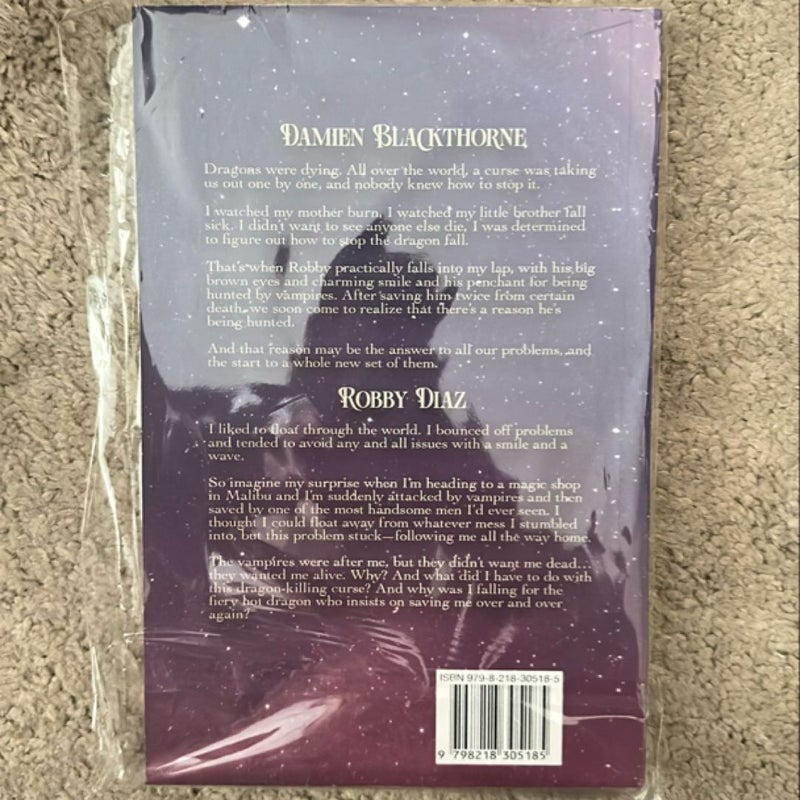 DAMIEN BLACKTHORNE
Dragons were dying. All over the world, a curse was taking
us out one by one, and nobody knew how to stop it.
I watched my mother burn, I watched my little brother fall
sick. I didn't want to see anyone else die, I was determined
to figure out how to stop the dragon fall.
That's when Robby practically falls into my lap, with his big
brown eyes and charming smile and his penchant for being
hunted by vampires. After saving him twice from certain
death, we soon come to realize that there's a reason he's
being hunted.
And that reason may be the answer to all our problems, and
the start to a whole new set of them.
ROBBY DIAZ
I liked to float through the world. I bounced off problems
and tended to avoid any and all issues with a smile and a
wave.
So imagine my surprise when I'm heading to a magic shop
in Malibu and I'm suddenly attacked by vampires and then
saved by one of the most handsome men I'd ever seen. I
thought I could float away from whatever mess I stumbled
into, but this problem stuck—following me all the way home.
The vampires were after me, but they didn't want me dead...
they wanted me alive. Why? And what did I have to do with
this dragon-killing curse? And why was I falling for the
fiery hot dragon who insists on saving me over and over
again?
ISBN 979-8-218-30518-5
9 798218 305185